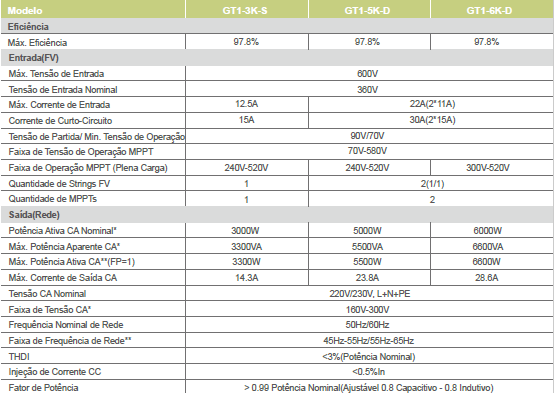 Modelo GT1-3K-S GT1-5K-D GT1-6K-D
Eficiência
Máx. Eficiência 97.8% 97.8% 97.8%
Entrada(FV)
Máx. Tensão de Entrada 600V
Tensão de Entrada Nominal 360V
Máx. Corrente de Entrada 12.5A 22A(2*11A)
Corrente de Curto-Circuito 15A 30A(2*15A)
Tensão de Partida/ Min. Tensão de Operação 90V/70V
Faixa de Tensão de Operação MPPT 70V-580V
Faixa de Operação MPPT (Plena Carga) 240V-520V 240V-520V 300V-520V
Quantidade de Strings FV 1 2(1/1)
Quantidade de MPPTs 1 2
Saída(Rede)
Potência Ativa CA Nominal* 3000W 5000W 6000W
Máx. Potência Aparente CA* 3300VA 5500VA 6600VA
Máx. Potência Ativa CA**(FP=1) 3300W 5500W 6600W
Máx. Corrente de Saída CA 14.3A 23.8A 28.6A
Tensão CA Nominal 220V/230V, L+N+PE
Faixa de Tensão CA* 160V-300V
Frequência Nominal de Rede 50Hz/60Hz
Faixa de Frequência de Rede** 45Hz-55Hz/55Hz-65Hz
THDI <3%(Potência Nominal)
Injeção de Corrente CC <0.5%In
Fator de Potência > 0.99 Potência Nominal(Ajustável 0.8 Capacitivo - 0.8 Indutivo)